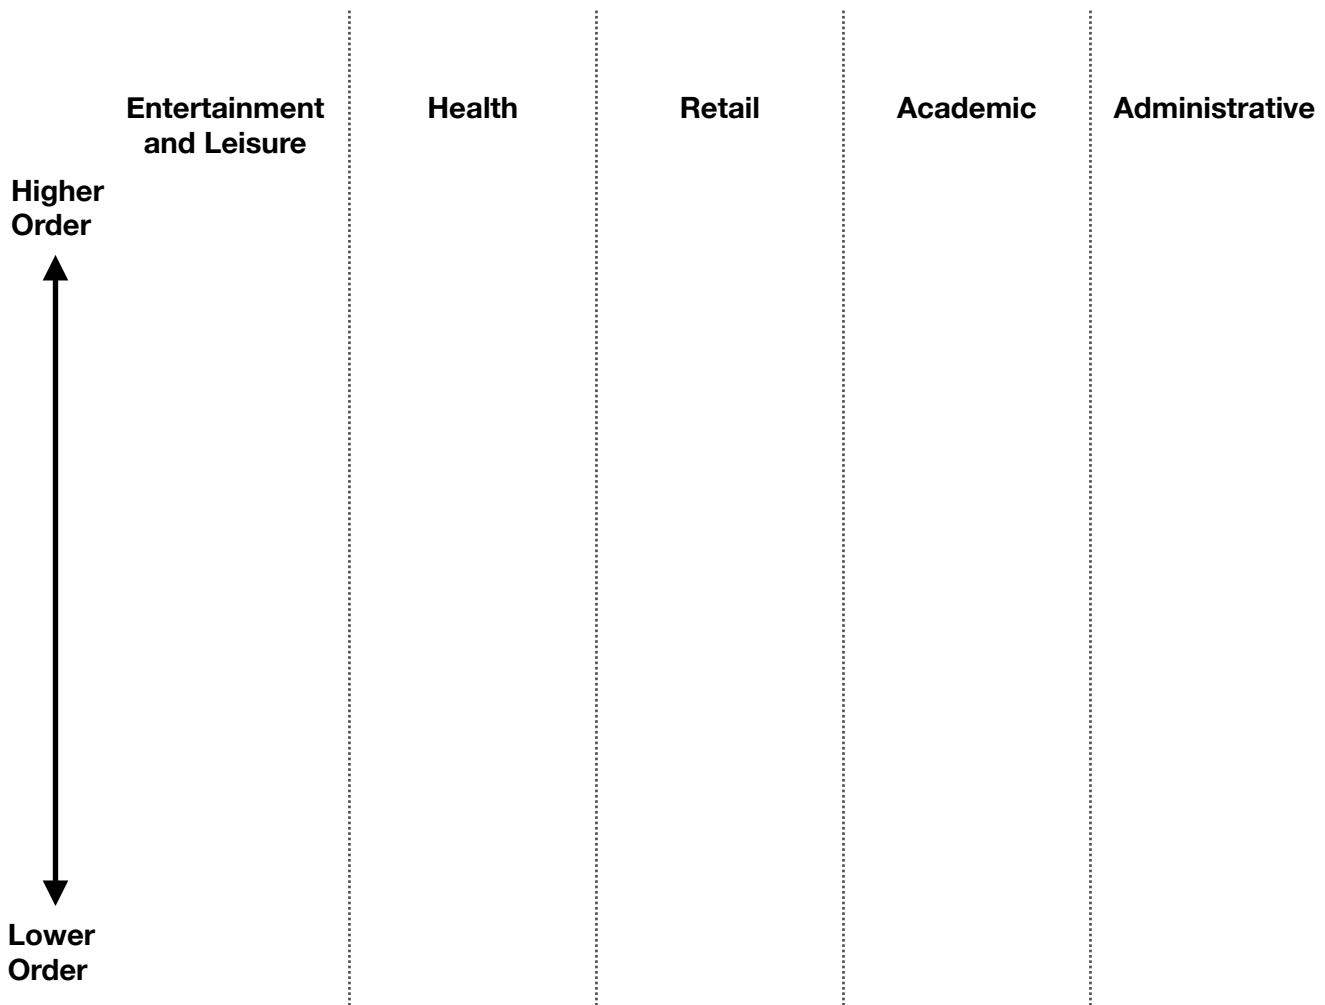 Entertainment
and Leisure
Health
Retail
Academic
Administrative
Higher
Order
Lower
Order